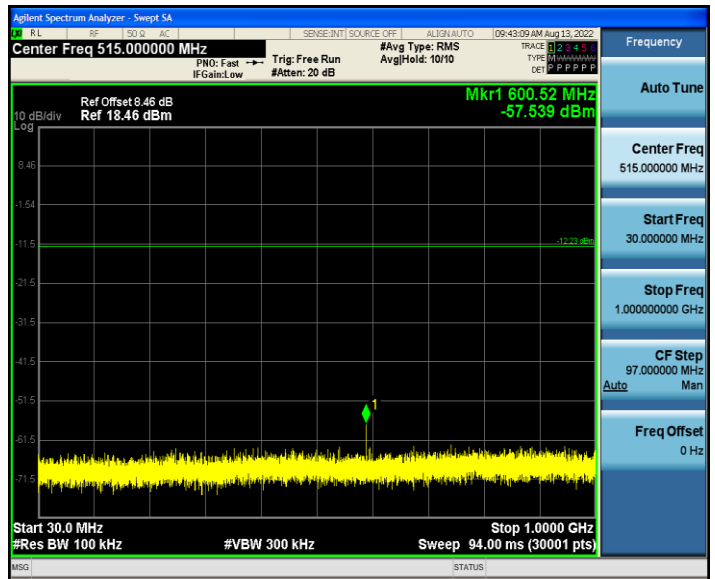 Agilent Spectrum Analyzer - Swept SA
RL RF 50 Ω AC SENSE:INT SOURCE OFF ALIGN AUTO 09:43:09 AM Aug 13, 2022
Center Freq 515.000000 MHz
PNO: Fast
IFGain:Low
Trig: Free Run
#Atten: 20 dB
#Avg Type: RMS
Avg|Hold: 10/10
TRACE 1 2 3 4 5 6
TYPE MWWWWW
DET P P P P P P
Ref Offset 8.46 dB
10 dB/div Ref 18.46 dBm
Log
Mkr1 600.52 MHz
-57.539 dBm
8.46
-1.54
-11.5
-12.23 dBm
-21.5
-31.5
-41.5
-51.5
1
-61.5
-71.5
Start 30.0 MHz Stop 1.0000 GHz
#Res BW 100 kHz #VBW 300 kHz Sweep 94.00 ms (30001 pts)
MSG STATUS
Frequency
Auto Tune
Center Freq
515.000000 MHz
Start Freq
30.000000 MHz
Stop Freq
1.000000000 GHz
CF Step
97.000000 MHz
Auto Man
Freq Offset
0 Hz